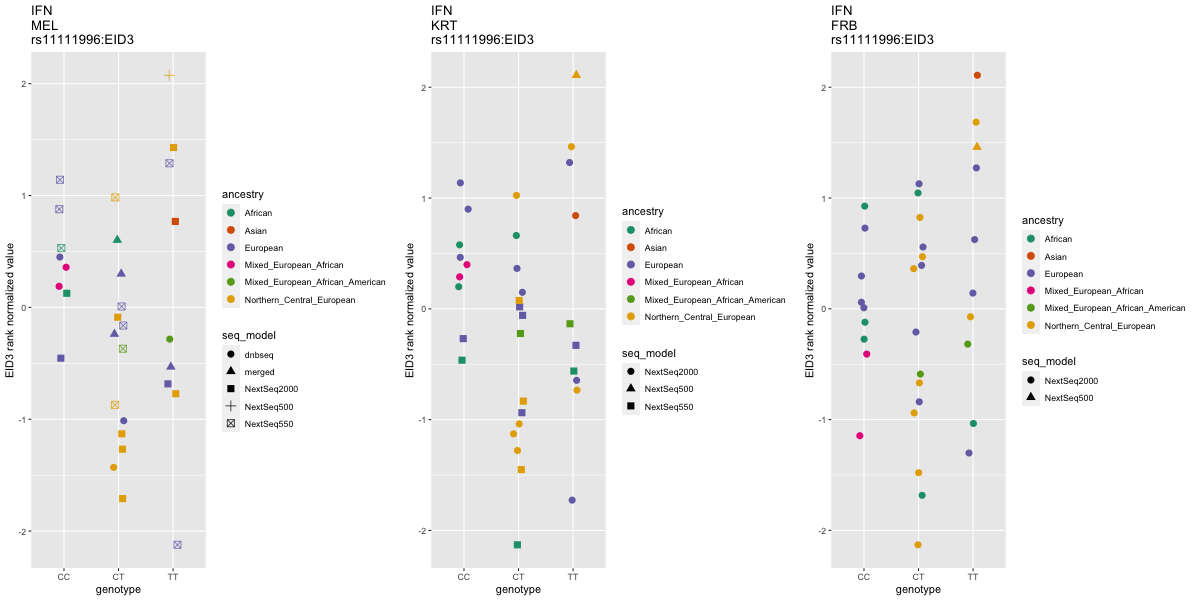 IFN
MEL
rs11111996:EID3
EID3 rank normalized value
2
1
0
-1
-2
CC
CT
TT
genotype
ancestry
African
Asian
European
Mixed_European_African
Mixed_European_African_American
Northern_Central_European
seq_model
dnbseq
merged
NextSeq2000
NextSeq500
NextSeq550
IFN
KRT
rs11111996:EID3
EID3 rank normalized value
2
1
0
-1
-2
CC
CT
TT
genotype
ancestry
African
Asian
European
Mixed_European_African
Mixed_European_African_American
Northern_Central_European
seq_model
NextSeq2000
NextSeq500
NextSeq550
IFN
FRB
rs11111996:EID3
EID3 rank normalized value
2
1
0
-1
-2
CC
CT
TT
genotype
ancestry
African
Asian
European
Mixed_European_African
Mixed_European_African_American
Northern_Central_European
seq_model
NextSeq2000
NextSeq500